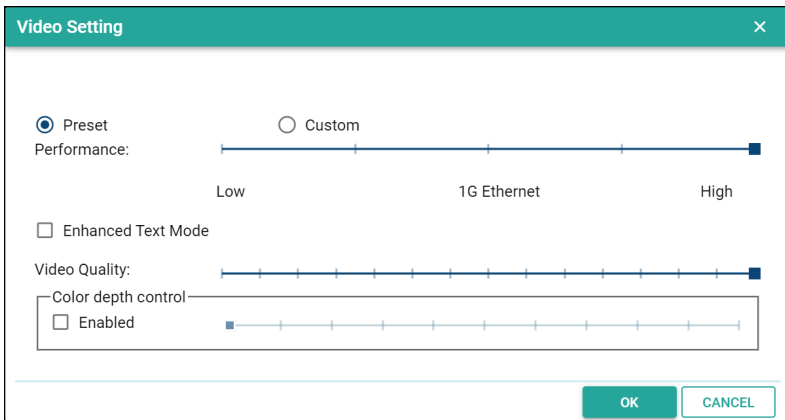 Video Setting
Preset Custom
Performance:
Low 1G Ethernet High
Enhanced Text Mode
Video Quality:
Color depth control
Enabled
OK CANCEL